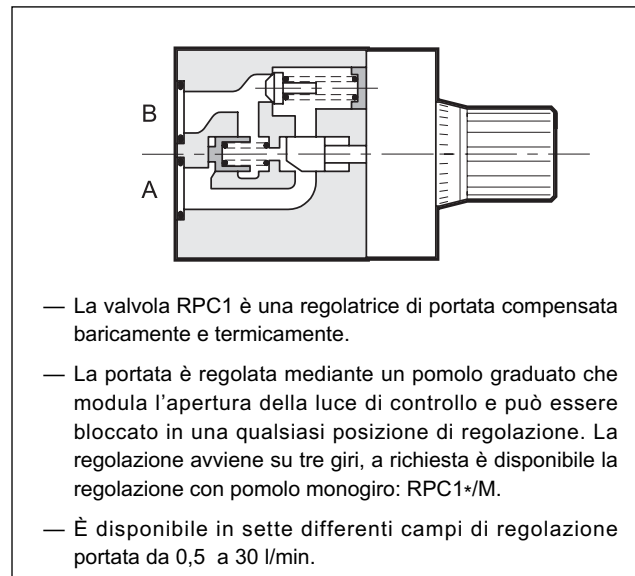 B
A
— La valvola RPC1 è una regolatrice di portata compensata
baricamente e termicamente.
— La portata è regolata mediante un pomolo graduato che
modula l’apertura della luce di controllo e può essere
bloccato in una qualsiasi posizione di regolazione. La
regolazione avviene su tre giri, a richiesta è disponibile la
regolazione con pomolo monogiro: RPC1*/M.
— È disponibile in sette differenti campi di regolazione
portata da 0,5 a 30 l/min.